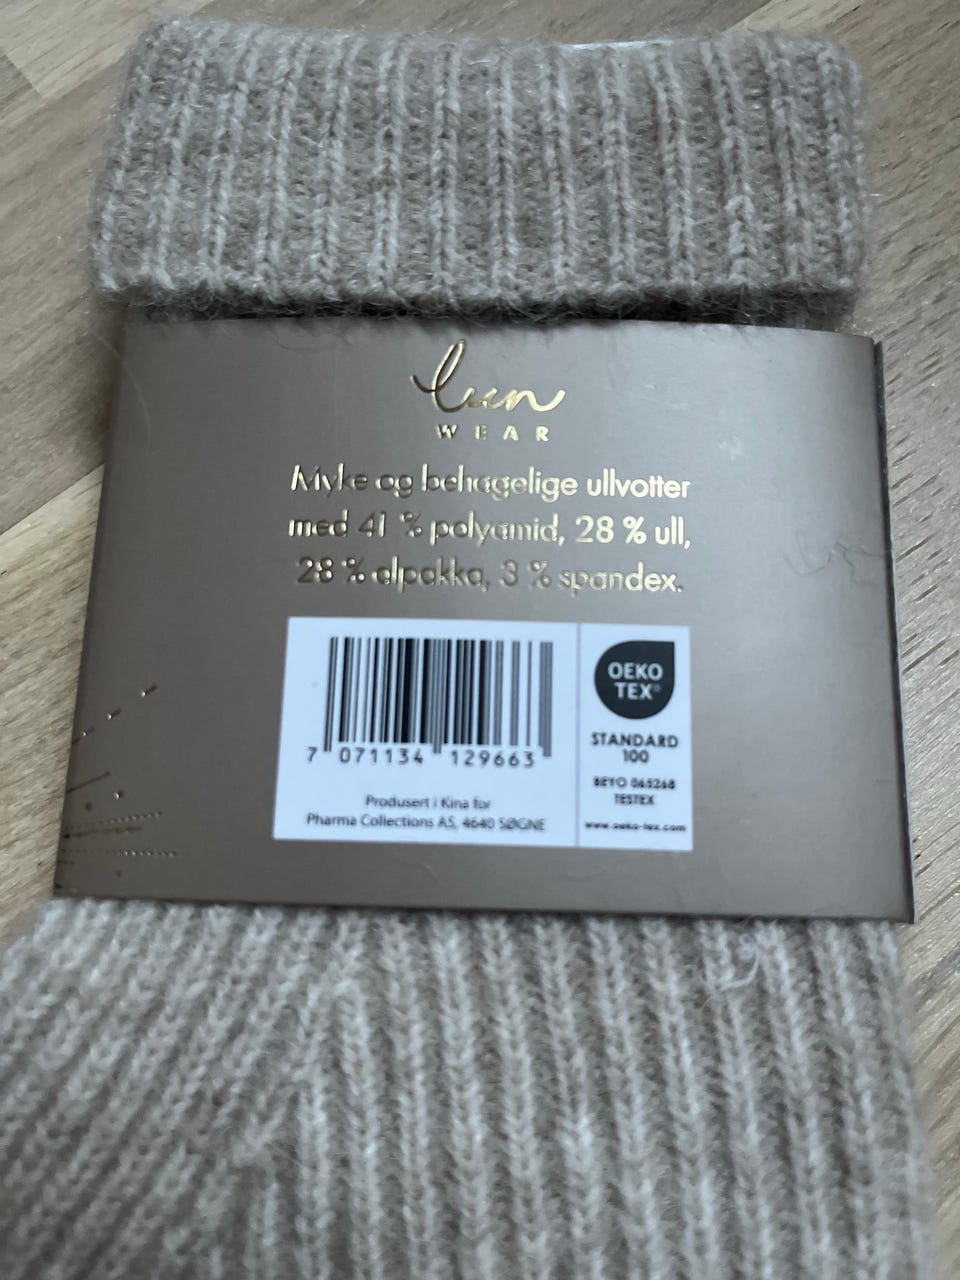 lun
WEAR
Myke og behagelige ullvotter
med 41 % polyamid, 28 % ull,
28 % alpakka, 3 % spandex.
7 071134 129663
Produsert i Kina for
Pharma Collections AS, 4640 SØGNE
OEKO
TEX®
STANDARD
100
BEYO 065268
TESTEX
www.oeko-tex.com